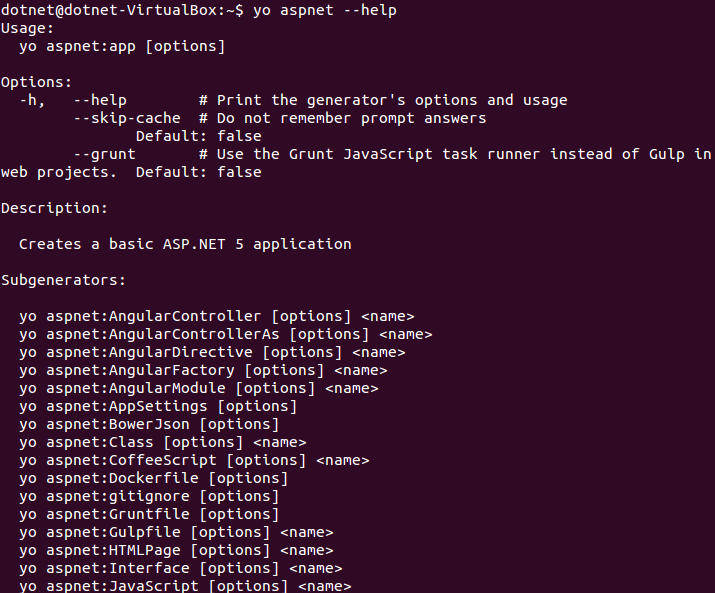 dotnet@dotnet-VirtualBox:~$ yo aspnet --help
Usage:
  yo aspnet:app [options]

Options:
  -h,   --help        # Print the generator's options and usage
        --skip-cache  # Do not remember prompt answers
               Default: false
        --grunt       # Use the Grunt JavaScript task runner instead of Gulp in
web projects.  Default: false

Description:

  Creates a basic ASP.NET 5 application

Subgenerators:

  yo aspnet:AngularController [options] <name>
  yo aspnet:AngularControllerAs [options] <name>
  yo aspnet:AngularDirective [options] <name>
  yo aspnet:AngularFactory [options] <name>
  yo aspnet:AngularModule [options] <name>
  yo aspnet:AppSettings [options]
  yo aspnet:BowerJson [options]
  yo aspnet:Class [options] <name>
  yo aspnet:CoffeeScript [options] <name>
  yo aspnet:Dockerfile [options]
  yo aspnet:gitignore [options]
  yo aspnet:Gruntfile [options]
  yo aspnet:Gulpfile [options] <name>
  yo aspnet:HTMLPage [options] <name>
  yo aspnet:Interface [options] <name>
  yo aspnet:JavaScript [options] <name>